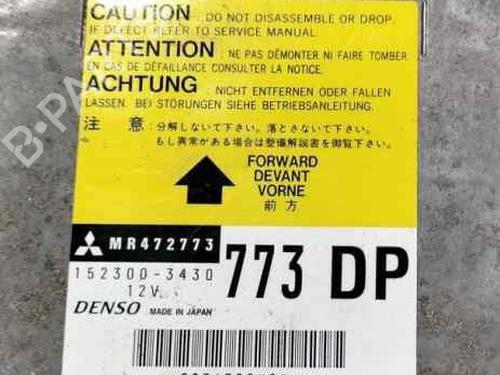 CAUTION : DO NOT DISASSEMBLE OR DROP.
IF DEFECT REFER TO SERVICE MANUAL.
ATTENTION : NE PAS DÉMONTER NI FAIRE TOMBER.
EN CAS DE DÉFAILLANCE CONSULTER LA NOTICE.
ACHTUNG : NICHT ENTFERNEN ODER FALLEN
LASSEN. BEI STÖRUNGEN SIEHE BETRIEBSANLEITUNG.
注 意 : 分解しないで下さい。落とさないで下さい。
もし異常がある場合は整備解説書を御覧下さい。
FORWARD
DEVANT
VORNE
前 方
MR472773
152300-3430
12V
773 DP
DENSO MADE IN JAPAN
B-PARTS